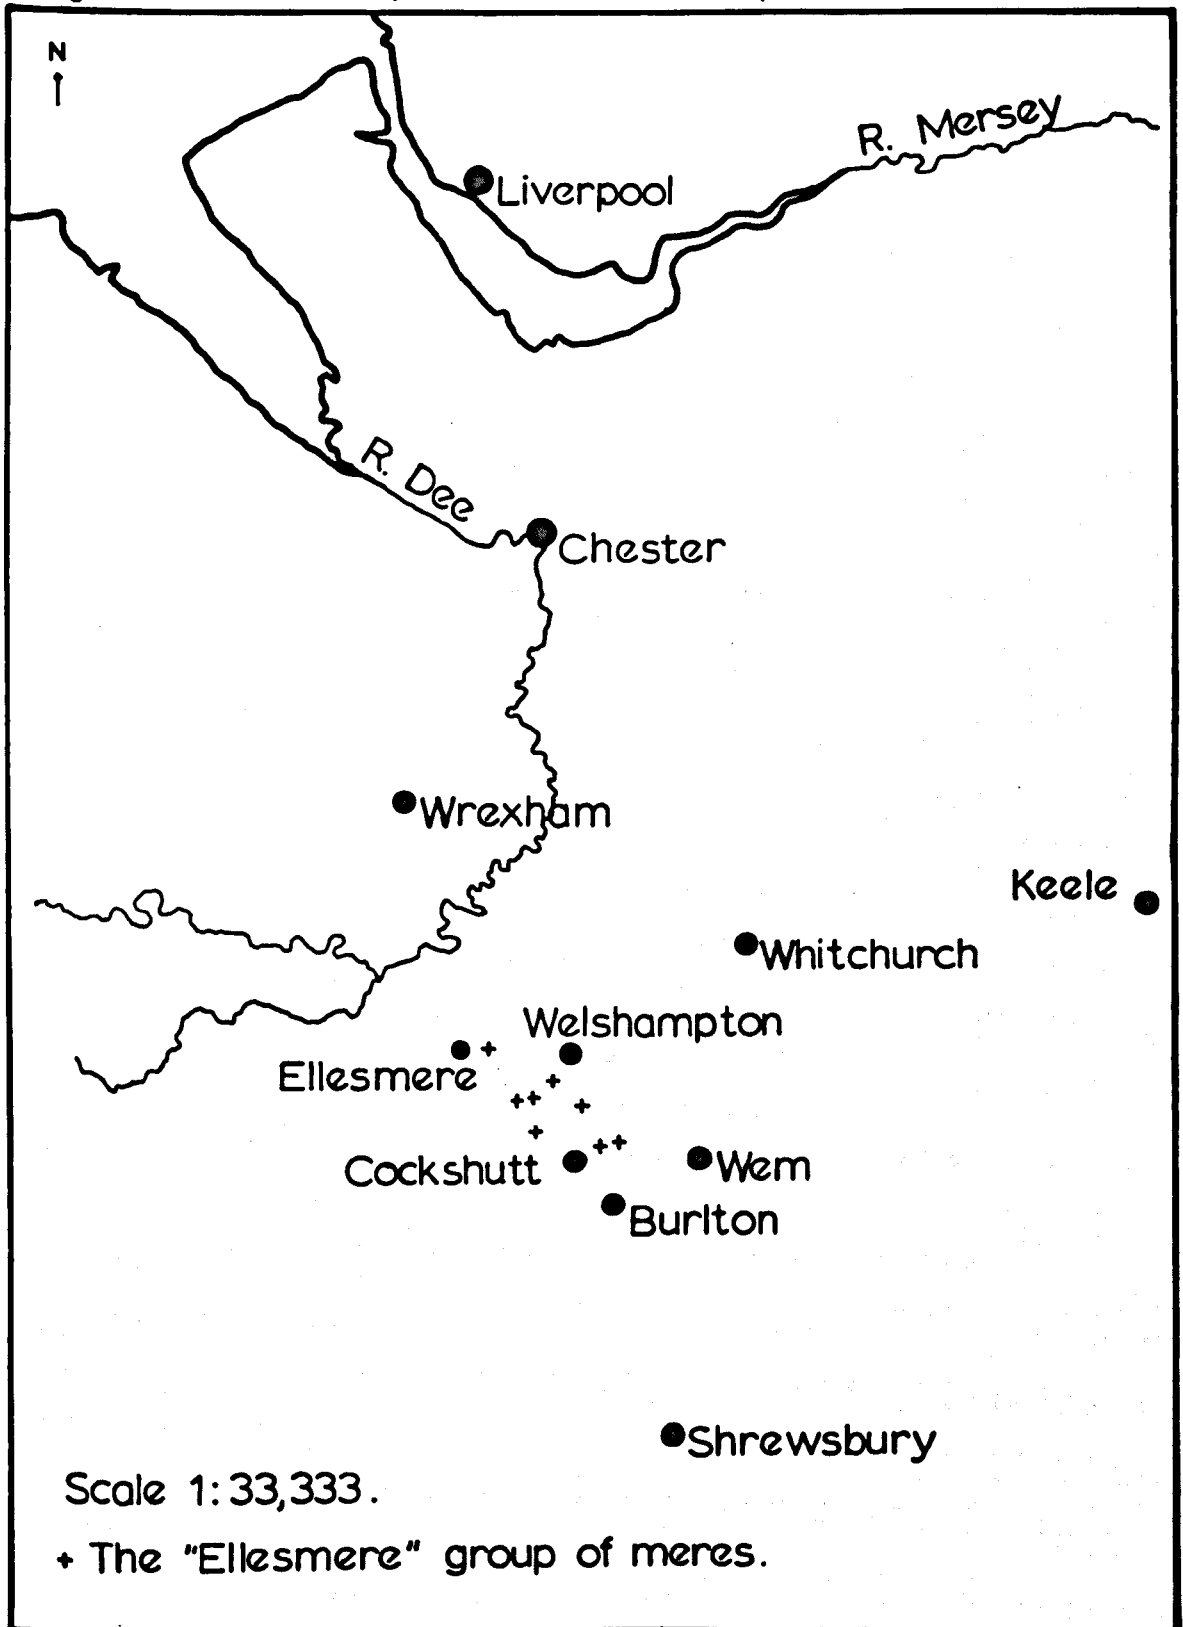 N
R. Mersey
Liverpool
R. Dee
Chester
Wrexham
Keele
Whitchurch
Welshampton
Ellesmere
Cockshutt
Wem
Burlton
Shrewsbury
Scale 1:33,333.
+ The "Ellesmere" group of meres.